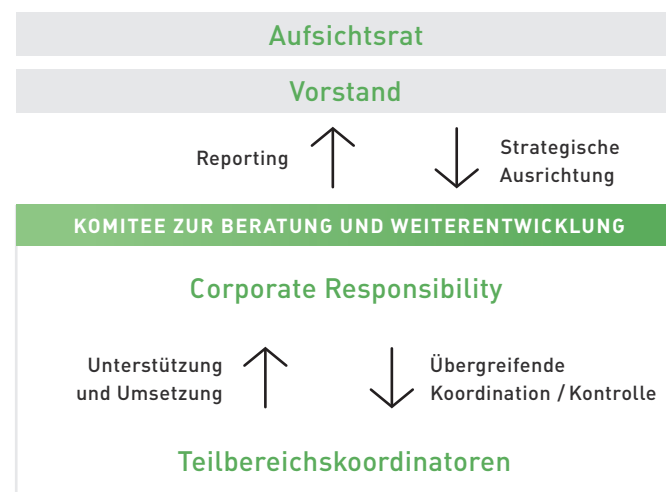 Aufsichtsrat
Vorstand
Reporting
Strategische
Ausrichtung
KOMITEE ZUR BERATUNG UND WEITERENTWICKLUNG
Corporate Responsibility
Unterstützung
und Umsetzung
Übergreifende
Koordination / Kontrolle
Teilbereichskoordinatoren